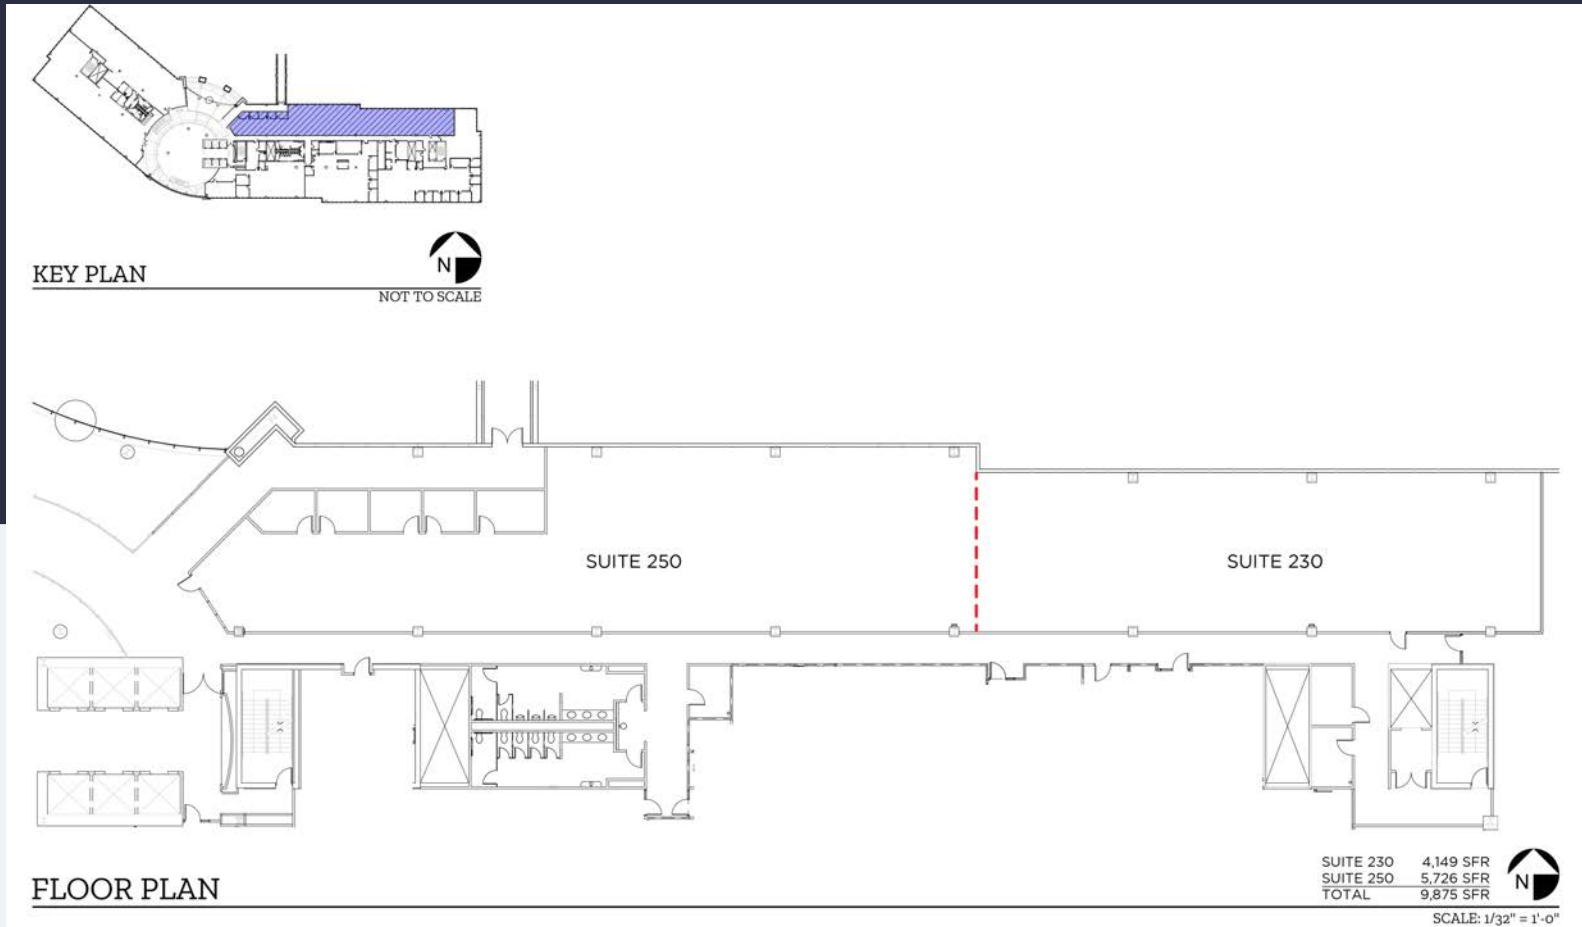 N
KEY PLAN
NOT TO SCALE
SUITE 250
SUITE 230
SUITE 230 4,149 SFR
SUITE 250 5,726 SFR
TOTAL 9,875 SFR
N
FLOOR PLAN
SCALE: 1/32" = 1'-0"